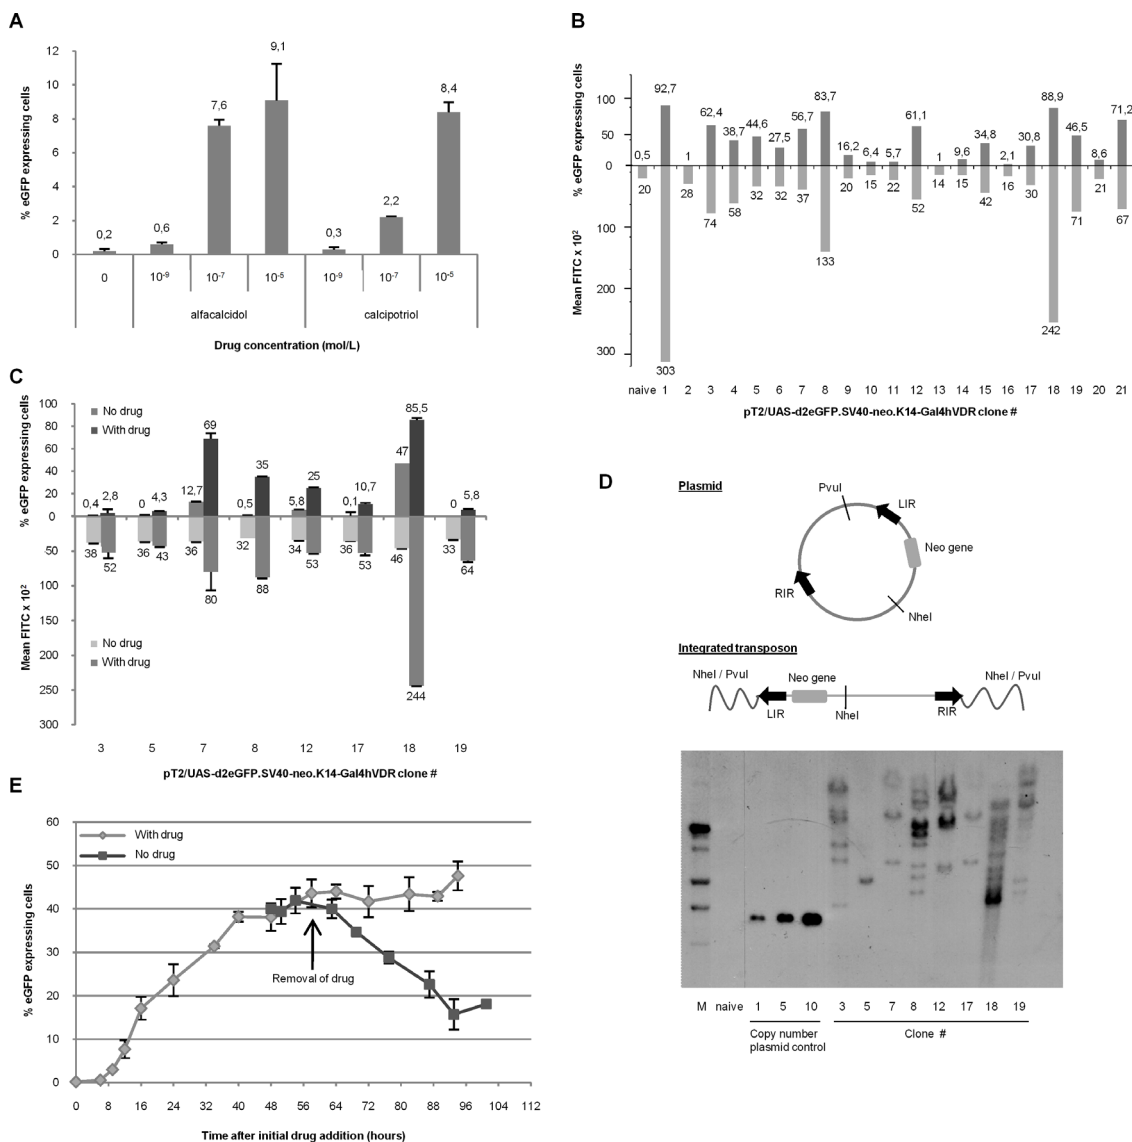 A
% eGFP expressing cells
12
10
8
6
4
2
0
0,2
0,6
7,6
9,1
0,3
2,2
8,4
0
10-9
10-7
10-5
10-9
10-7
10-5
alfacalcidol
calcipotriol
Drug concentration (mol/L)
B
% eGFP expressing cells
Mean FITC x 10²
100
50
0
100
200
300
0,5
92,7
1
62,4
38,7
44,6
27,5
56,7
83,7
16,2
6,4
5,7
61,1
1
9,6
34,8
2,1
30,8
88,9
46,5
8,6
71,2
20
303
28
74
58
32
32
37
133
20
15
22
52
14
15
42
16
30
242
71
21
67
naive 1 2 3 4 5 6 7 8 9 10 11 12 13 14 15 16 17 18 19 20 21
pT2/UAS-d2eGFP.SV40-neo.K14-Gal4hVDR clone #
C
% eGFP expressing cells
Mean FITC x 10²
100
80
60
40
20
0
50
100
150
200
250
300
No drug
With drug
0,4
2,8
0
4,3
12,7
69
0,5
35
5,8
25
0,1
10,7
47
85,5
0
5,8
38
52
36
43
36
80
32
88
34
53
36
53
46
244
33
64
No drug
With drug
3 5 7 8 12 17 18 19
pT2/UAS-d2eGFP.SV40-neo.K14-Gal4hVDR clone #
D
Plasmid
PvuI
LIR
Neo gene
RIR
NheI
Integrated transposon
NheI / PvuI
Neo gene
NheI / PvuI
LIR
NheI
RIR
M naive 1 5 10 3 5 7 8 12 17 18 19
Copy number
plasmid control
Clone #
E
% eGFP expressing cells
60
50
40
30
20
10
0
With drug
No drug
Removal of drug
0 8 16 24 32 40 48 56 64 72 80 88 96 104 112
Time after initial drug addition (hours)